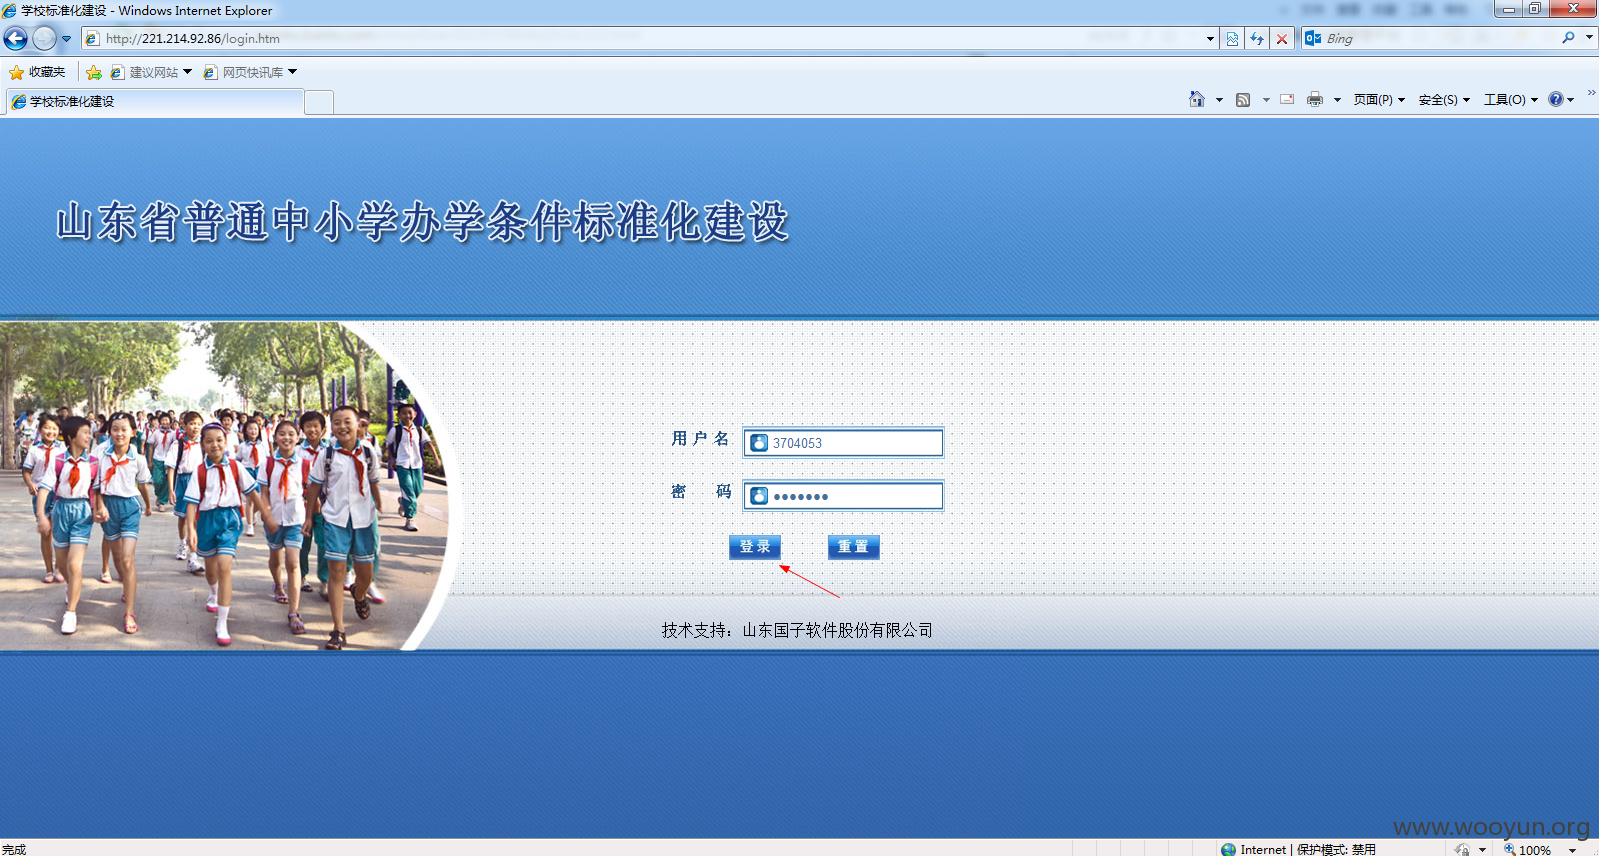 学校标准化建设 - Windows Internet Explorer
http://221.214.92.86/login.htm
Bing
收藏夹
建议网站
网页快讯库
学校标准化建设
页面(P)
安全(S)
工具(O)
山东省普通中小学办学条件标准化建设
用户名
3704053
密 码
●●●●●●●
登录
重置
技术支持：山东国子软件股份有限公司
www.wooyun.org
完成
Internet | 保护模式: 禁用
100%